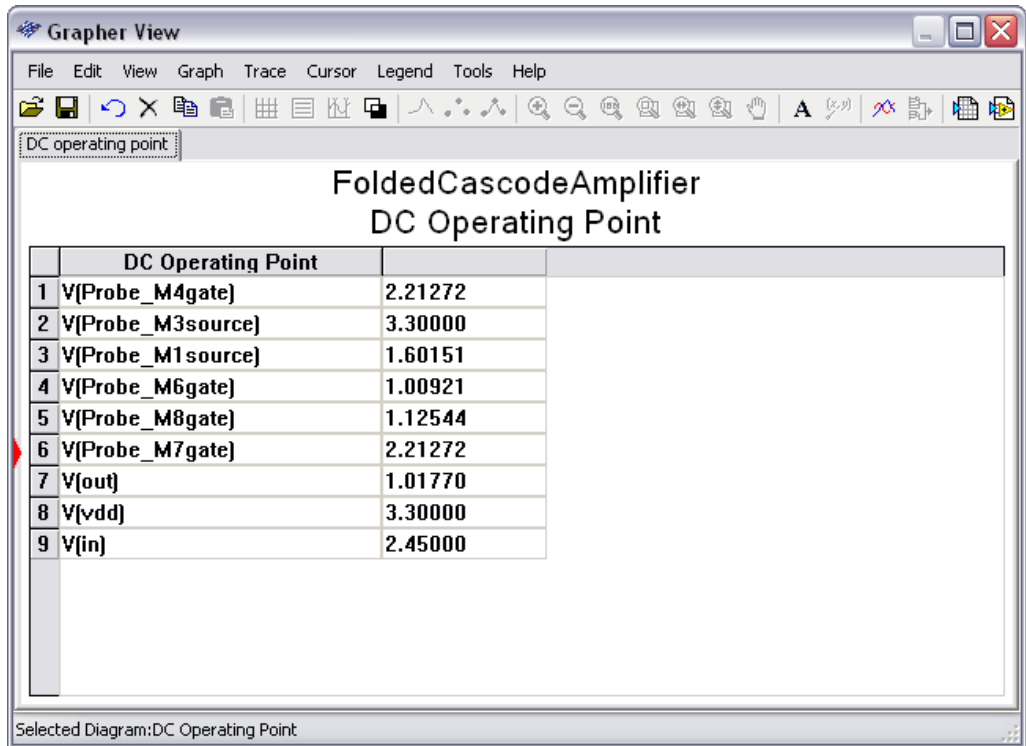 Grapher View
File Edit View Graph Trace Cursor Legend Tools Help
DC operating point
FoldedCascodeAmplifier
DC Operating Point
DC Operating Point
1 V(Probe_M4gate) 2.21272
2 V(Probe_M3source) 3.30000
3 V(Probe_M1source) 1.60151
4 V(Probe_M6gate) 1.00921
5 V(Probe_M8gate) 1.12544
6 V(Probe_M7gate) 2.21272
7 V(out) 1.01770
8 V(vdd) 3.30000
9 V(in) 2.45000
Selected Diagram:DC Operating Point